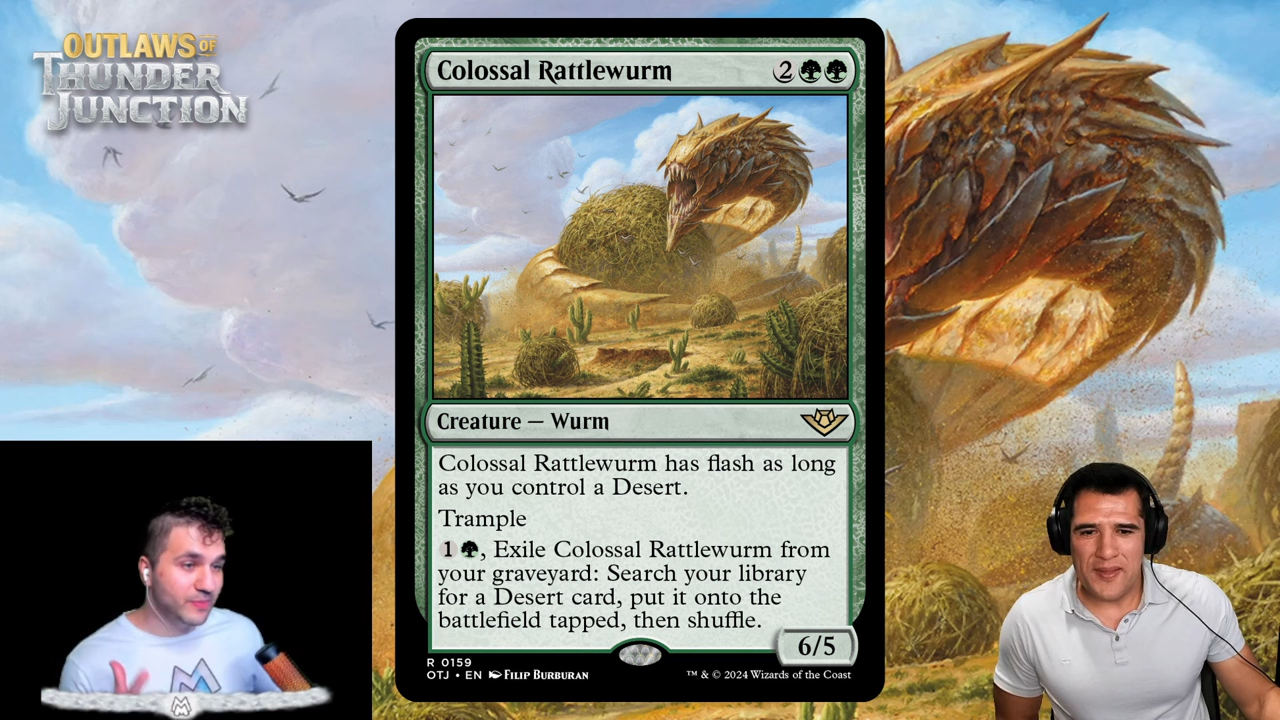 OUTLAWS OF
THUNDER
JUNCTION
Colossal Rattlewurm 2
Creature — Wurm
Colossal Rattlewurm has flash as long
as you control a Desert.
Trample
1 , Exile Colossal Rattlewurm from
your graveyard: Search your library
for a Desert card, put it onto the
battlefield tapped, then shuffle.
6/5
R 0159
OTJ • EN Filip Burburan
™ & © 2024 Wizards of the Coast
M
M